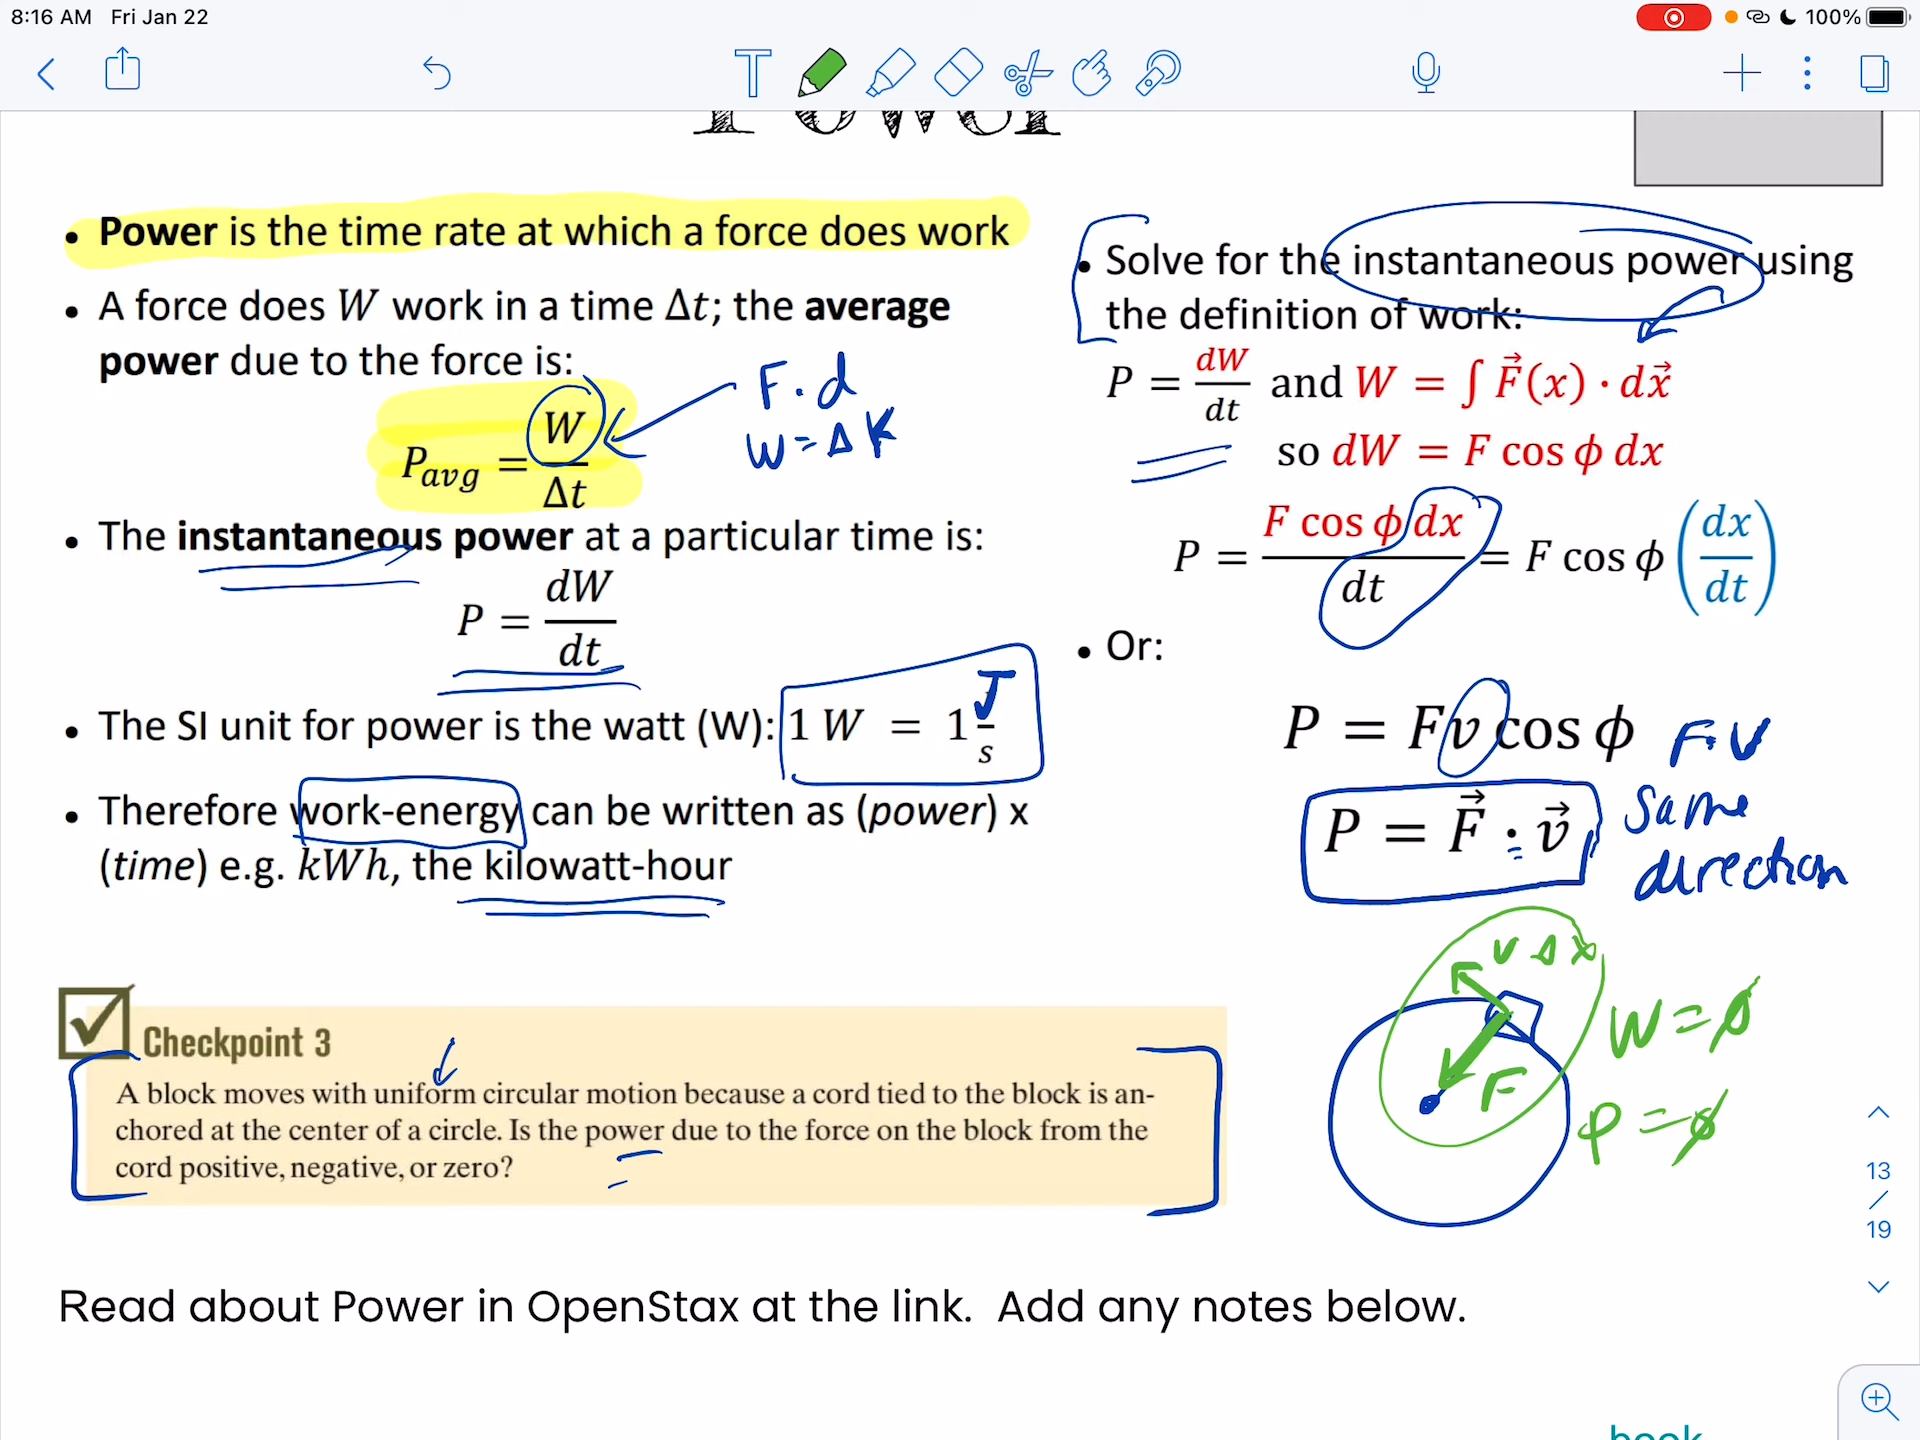 8:16 AM Fri Jan 22
100%
Power
• Power is the time rate at which a force does work
• A force does W work in a time Δt; the average
power due to the force is:
P_avg = W / Δt
F · d
W = Δ K
• The instantaneous power at a particular time is:
P = dW / dt
• The SI unit for power is the watt (W): 1 W = 1 J / s
• Therefore work-energy can be written as (power) x
(time) e.g. kWh, the kilowatt-hour
• Solve for the instantaneous power using
the definition of work:
P = dW / dt and W = ∫ F⃗(x) · dx⃗
so dW = F cos ϕ dx
P = F cos ϕ dx / dt = F cos ϕ (dx / dt)
• Or:
P = Fv cos ϕ
F·V
P = F⃗ · v⃗
Same
direction
v Δx
F
W = 0
P = 0
Checkpoint 3
A block moves with uniform circular motion because a cord tied to the block is an-
chored at the center of a circle. Is the power due to the force on the block from the
cord positive, negative, or zero?
13
/
19
Read about Power in OpenStax at the link. Add any notes below.
book